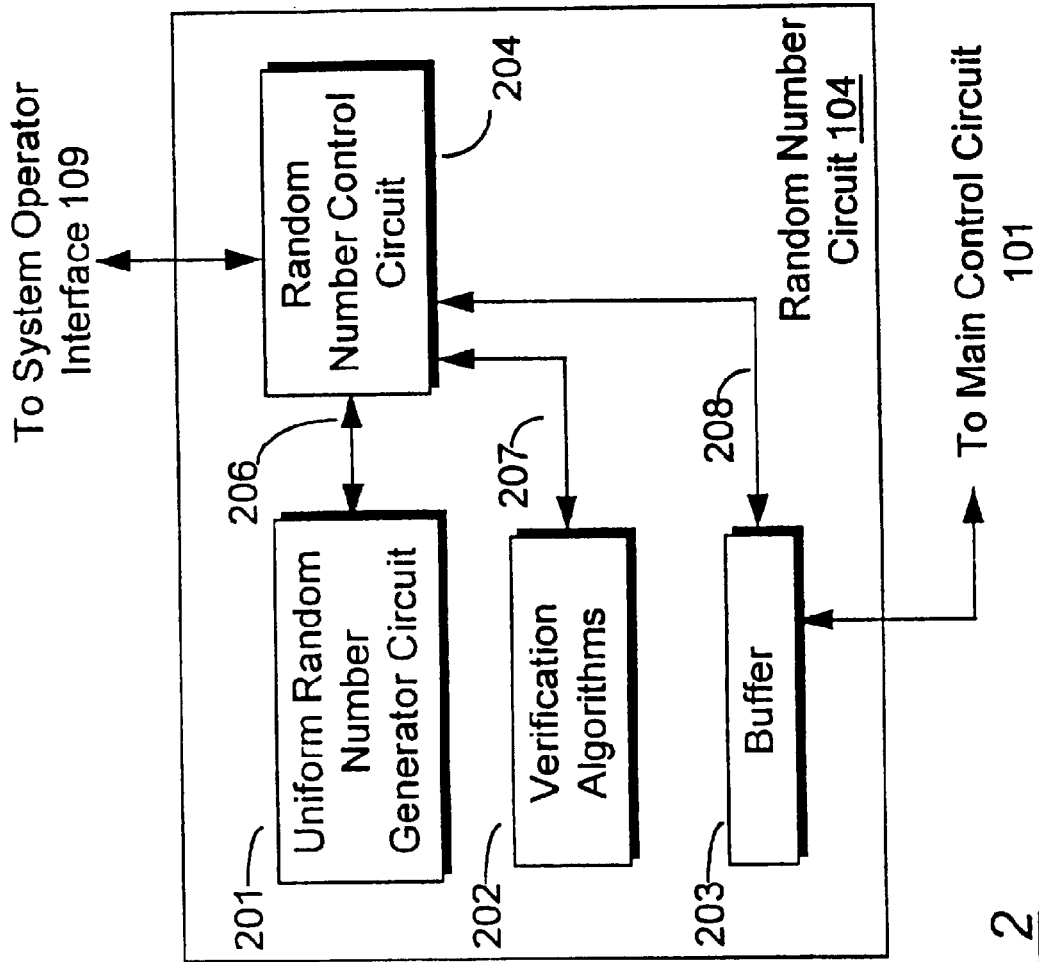 To System Operator
Interface 109
204
Random
Number Control
Circuit
206
201
Uniform Random
Number
Generator Circuit
207
202
Verification
Algorithms
208
203
Buffer
Random Number
Circuit 104
To Main Control Circuit
101
2